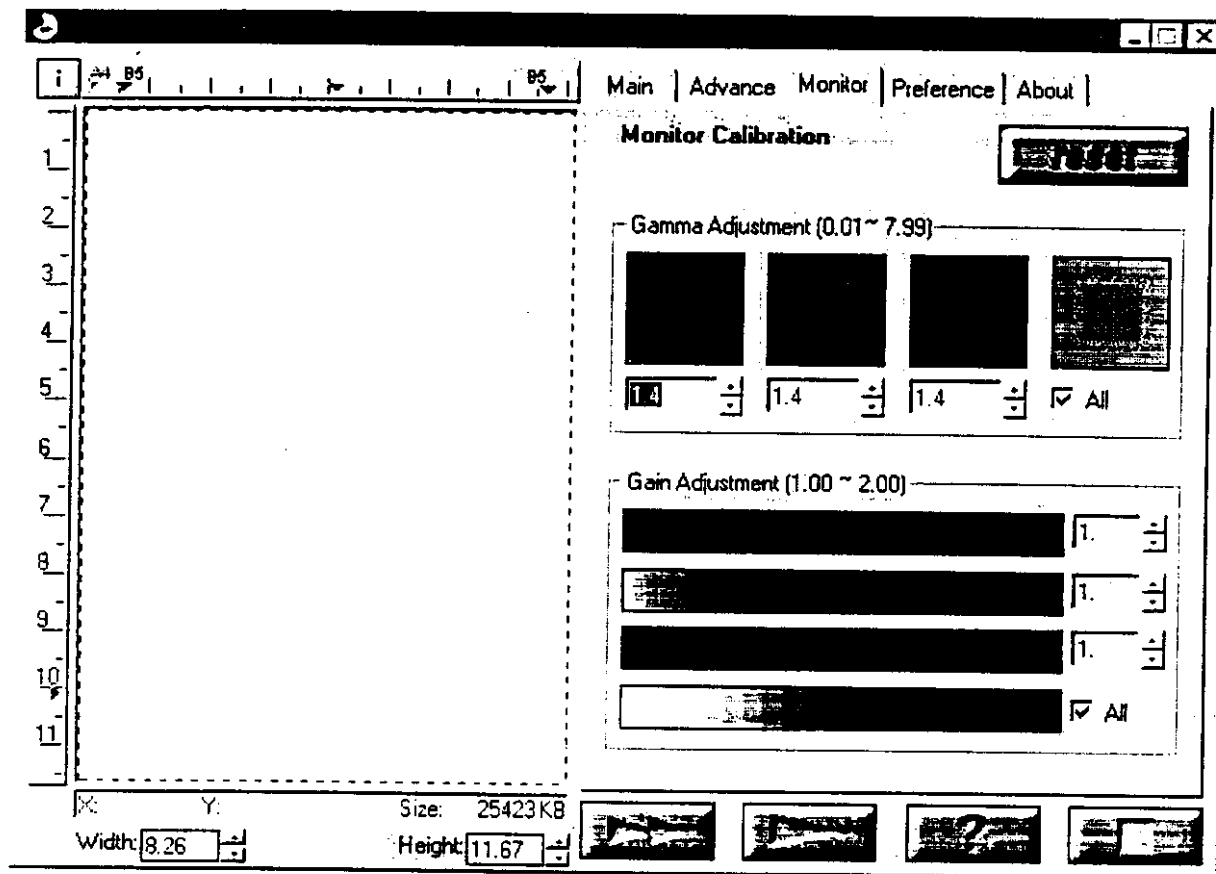 i A4 B5 B5
Main Advance Monitor Preference About
Monitor Calibration
reset
Gamma Adjustment (0.01~ 7.99)
1.4 1.4 1.4 All
Gain Adjustment (1.00 ~ 2.00)
1.
1.
1.
All
1
2
3
4
5
6
7
8
9
10
11
X: Y: Size: 25423KB
Width: 8.26 Height: 11.67
?